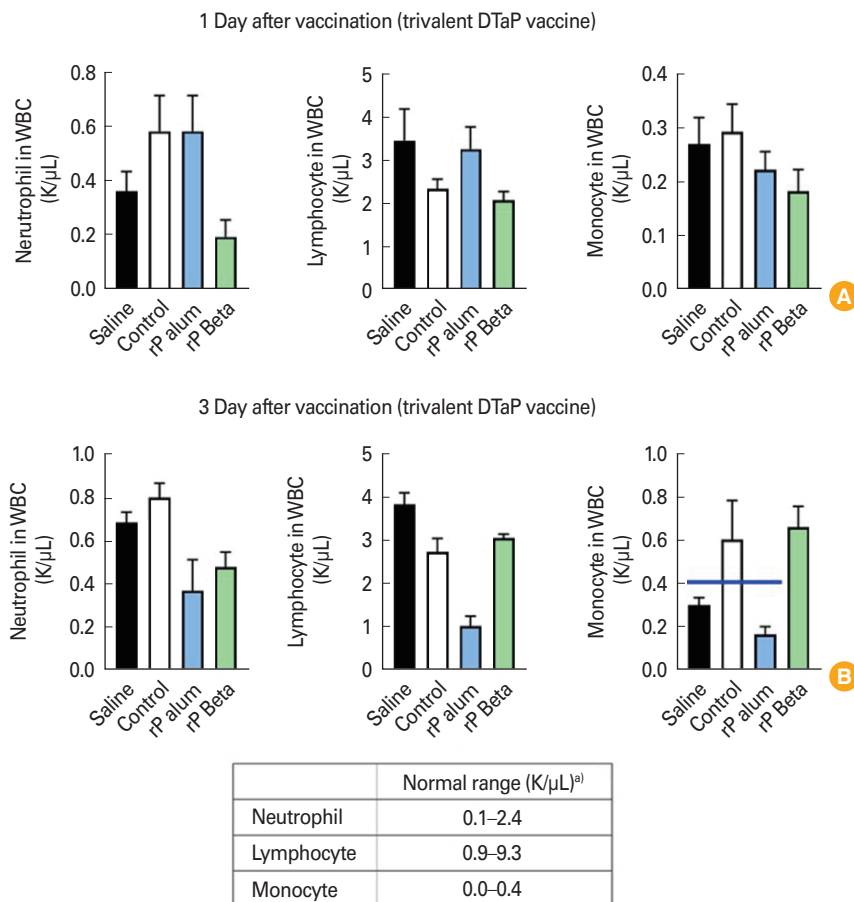 1 Day after vaccination (trivalent DTaP vaccine)
Nerutrophil in WBC
(K/µL)
0.8
0.6
0.4
0.2
0.0
Saline
Control
rP alum
rP Beta
Lymphocyte in WBC
(K/µL)
5
4
3
2
1
0
Saline
Control
rP alum
rP Beta
Monocyte in WBC
(K/µL)
0.4
0.3
0.2
0.1
0.0
Saline
Control
rP alum
rP Beta
A
3 Day after vaccination (trivalent DTaP vaccine)
Neutrophil in WBC
(K/µL)
1.0
0.8
0.6
0.4
0.2
0.0
Saline
Control
rP alum
rP Beta
Lymphocyte in WBC
(K/µL)
5
4
3
2
1
0
Saline
Control
rP alum
rP Beta
Monocyte in WBC
(K/µL)
1.0
0.8
0.6
0.4
0.2
0.0
Saline
Control
rP alum
rP Beta
B
Normal range (K/µL)a)
Neutrophil 0.1–2.4
Lymphocyte 0.9–9.3
Monocyte 0.0–0.4